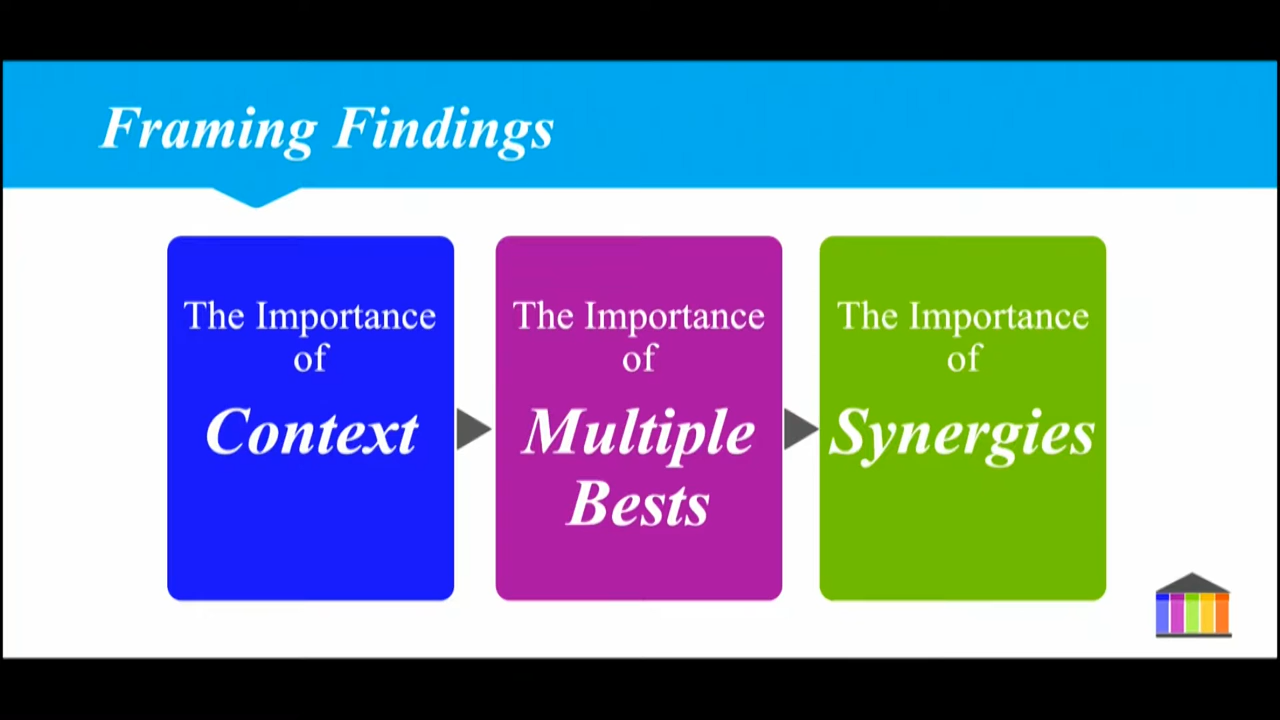 Framing Findings
The Importance
of
Context
The Importance
of
Multiple
Bests
The Importance
of
Synergies